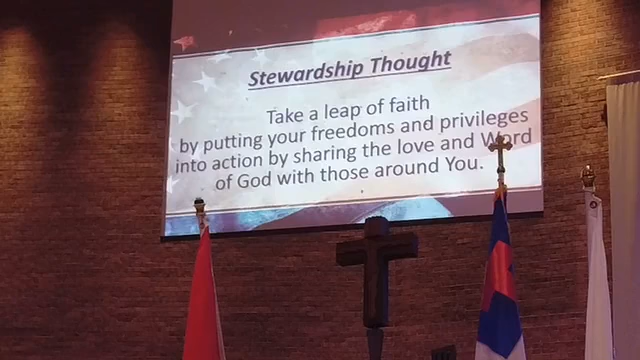 Stewardship Thought
Take a leap of faith
by putting your freedoms and privileges
into action by sharing the love and Word
of God with those around You.